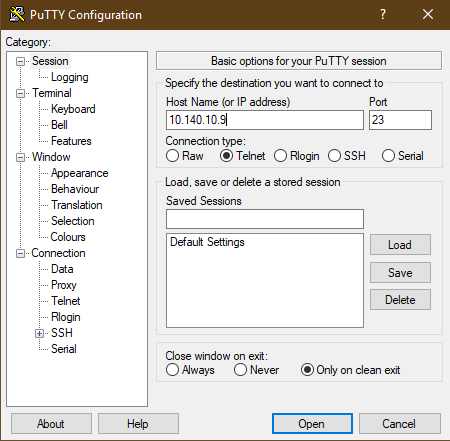 PuTTY Configuration
?
Category:
Session
Logging
Terminal
Keyboard
Bell
Features
Window
Appearance
Behaviour
Translation
Selection
Colours
Connection
Data
Proxy
Telnet
Rlogin
SSH
Serial
Basic options for your PuTTY session
Specify the destination you want to connect to
Host Name (or IP address) Port
10.140.10.9 23
Connection type:
Raw Telnet Rlogin SSH Serial
Load, save or delete a stored session
Saved Sessions
Default Settings
Load
Save
Delete
Close window on exit:
Always Never Only on clean exit
About Help Open Cancel